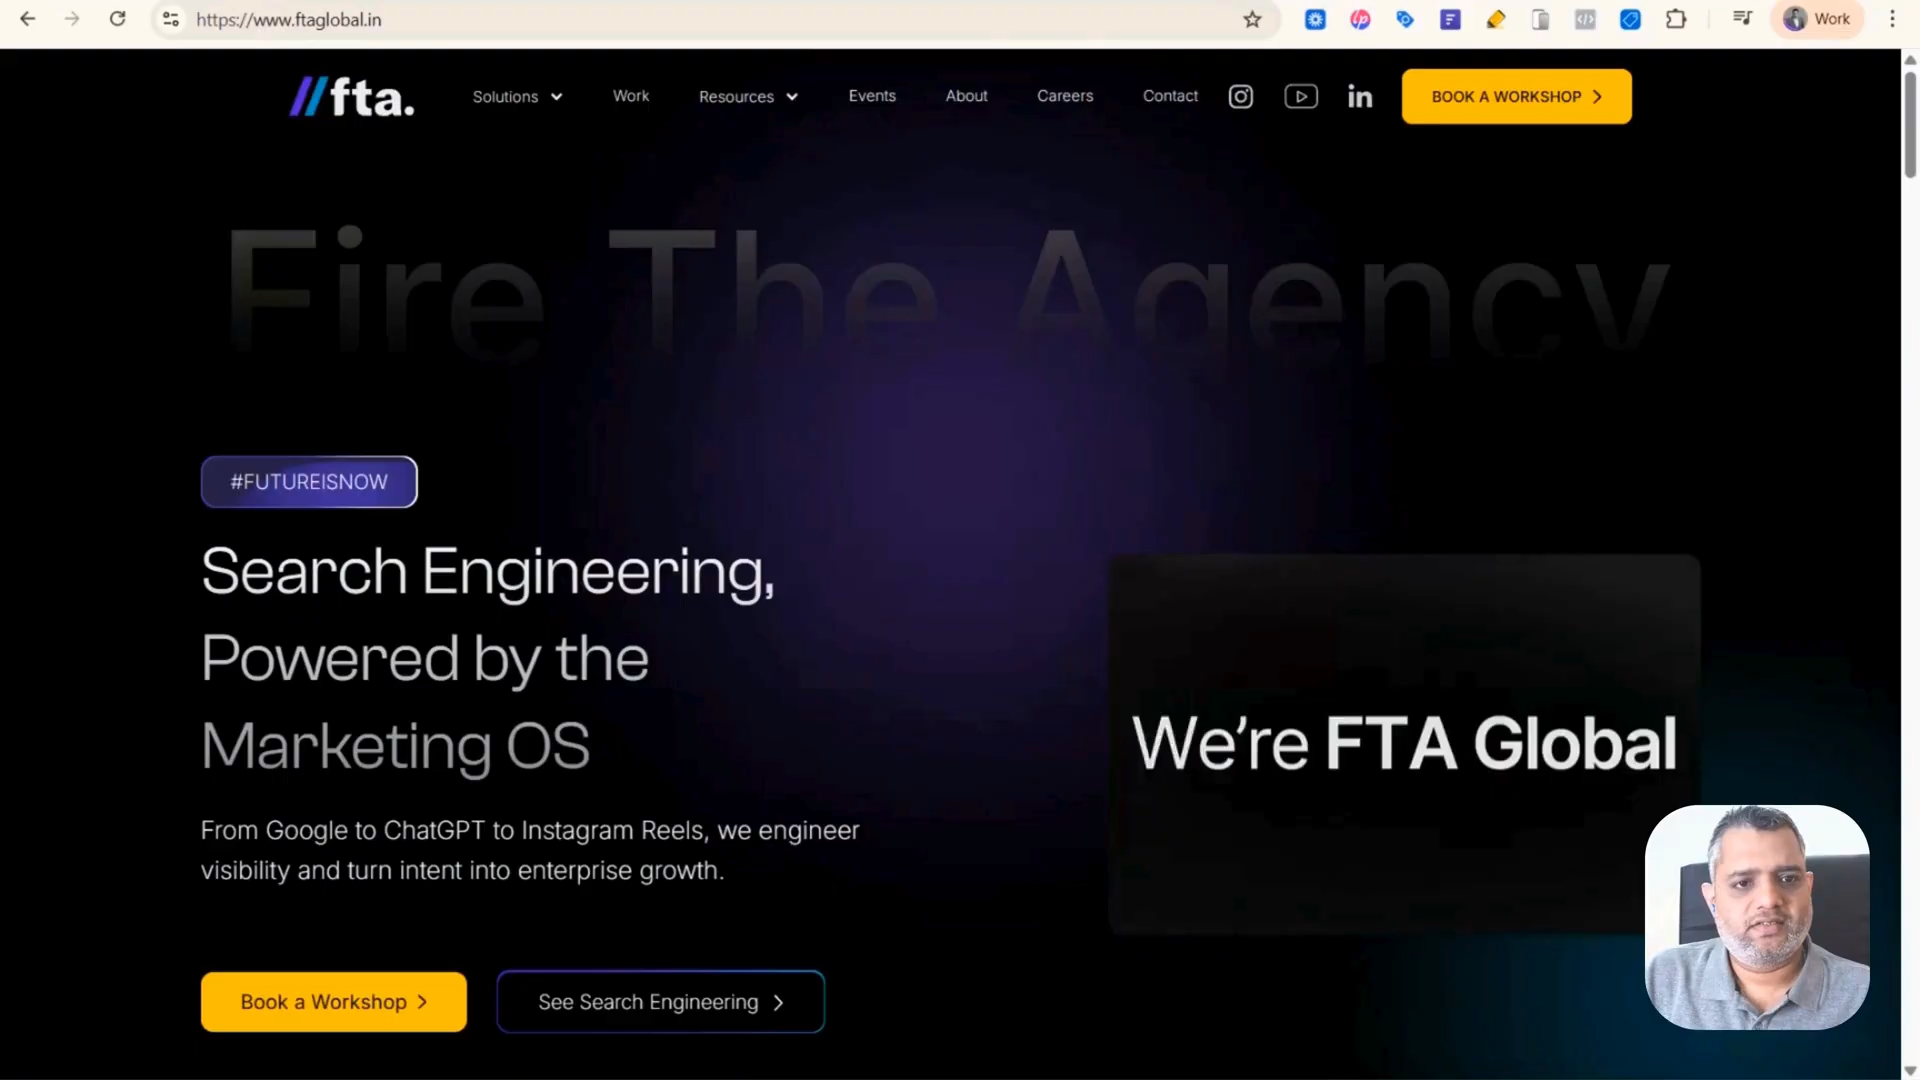 https://www.ftaglobal.in
Work
//fta.
Solutions
Work
Resources
Events
About
Careers
Contact
in
BOOK A WORKSHOP
Fire The Agency
#FUTUREISNOW
Search Engineering,
Powered by the
Marketing OS
From Google to ChatGPT to Instagram Reels, we engineer
visibility and turn intent into enterprise growth.
We’re FTA Global
Book a Workshop
See Search Engineering